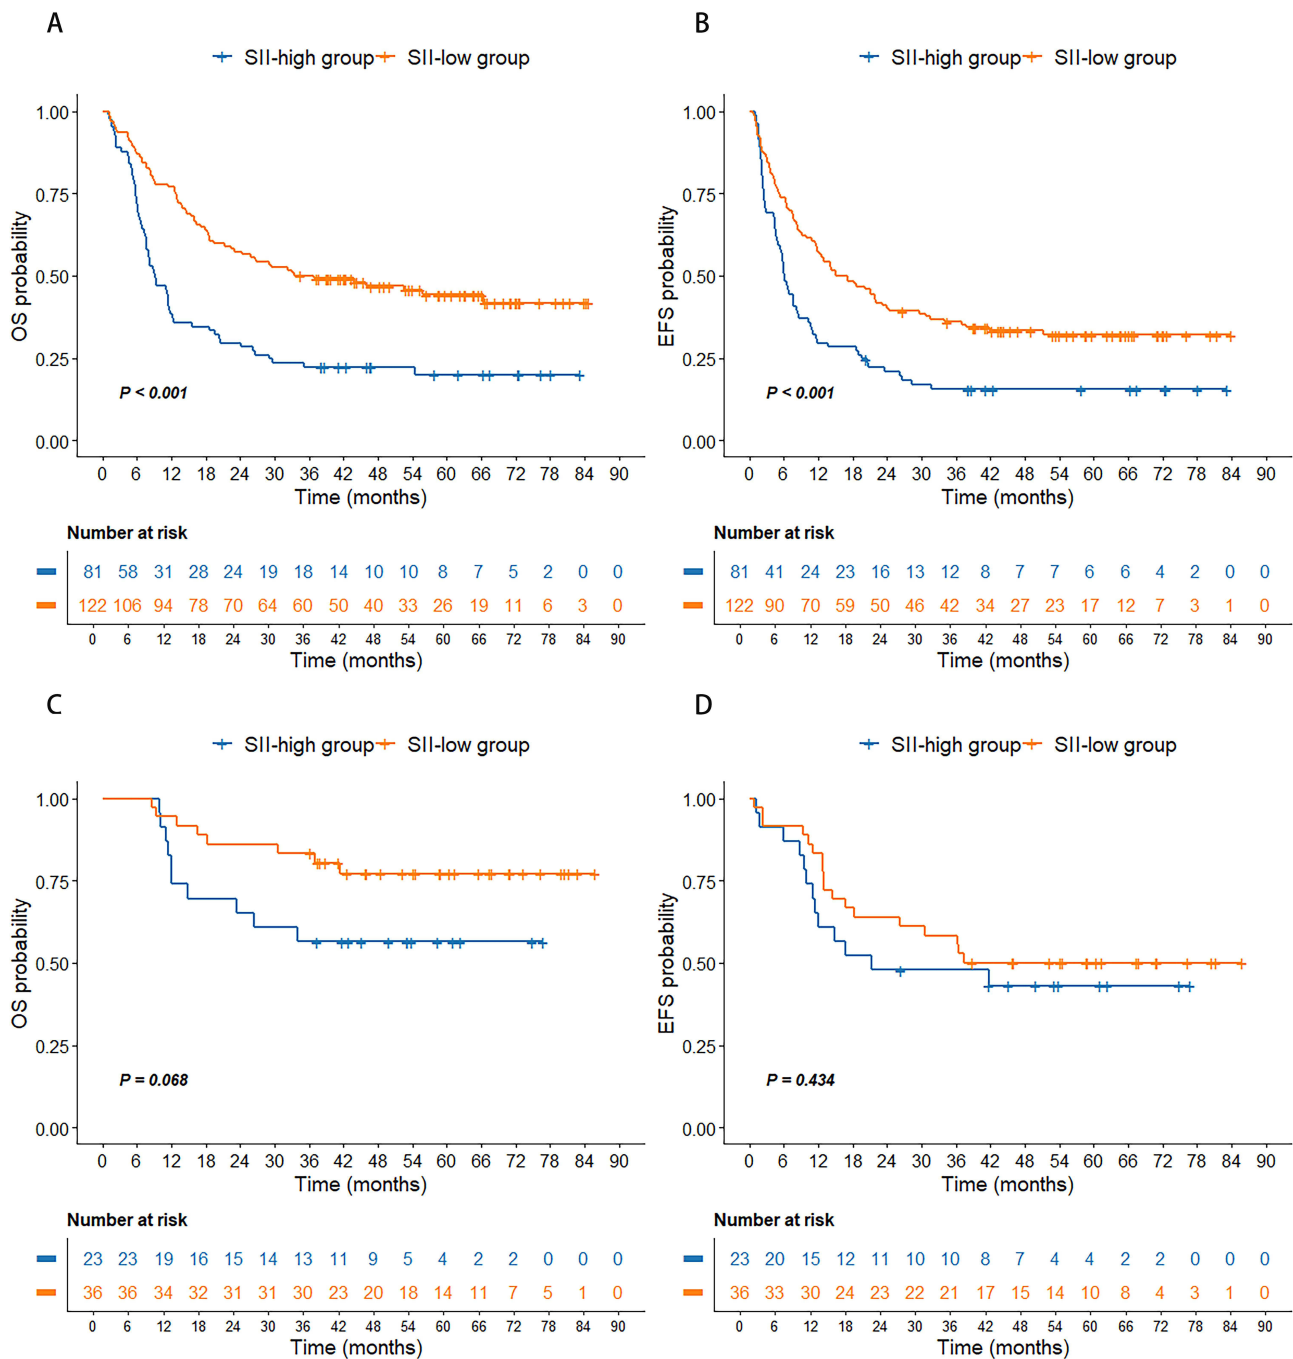 A
SII-high group SII-low group
1.00
0.75
0.50
0.25
0.00
OS probability
P < 0.001
0 6 12 18 24 30 36 42 48 54 60 66 72 78 84 90
Time (months)
Number at risk
81 58 31 28 24 19 18 14 10 10 8 7 5 2 0 0
122 106 94 78 70 64 60 50 40 33 26 19 11 6 3 0
0 6 12 18 24 30 36 42 48 54 60 66 72 78 84 90
Time (months)
B
SII-high group SII-low group
1.00
0.75
0.50
0.25
0.00
EFS probability
P < 0.001
0 6 12 18 24 30 36 42 48 54 60 66 72 78 84 90
Time (months)
Number at risk
81 41 24 23 16 13 12 8 7 7 6 6 4 2 0 0
122 90 70 59 50 46 42 34 27 23 17 12 7 3 1 0
0 6 12 18 24 30 36 42 48 54 60 66 72 78 84 90
Time (months)
C
SII-high group SII-low group
1.00
0.75
0.50
0.25
0.00
OS probability
P = 0.068
0 6 12 18 24 30 36 42 48 54 60 66 72 78 84 90
Time (months)
Number at risk
23 23 19 16 15 14 13 11 9 5 4 2 2 0 0 0
36 36 34 32 31 31 30 23 20 18 14 11 7 5 1 0
0 6 12 18 24 30 36 42 48 54 60 66 72 78 84 90
Time (months)
D
SII-high group SII-low group
1.00
0.75
0.50
0.25
0.00
EFS probability
P = 0.434
0 6 12 18 24 30 36 42 48 54 60 66 72 78 84 90
Time (months)
Number at risk
23 20 15 12 11 10 10 8 7 4 4 2 2 0 0 0
36 33 30 24 23 22 21 17 15 14 10 8 4 3 1 0
0 6 12 18 24 30 36 42 48 54 60 66 72 78 84 90
Time (months)